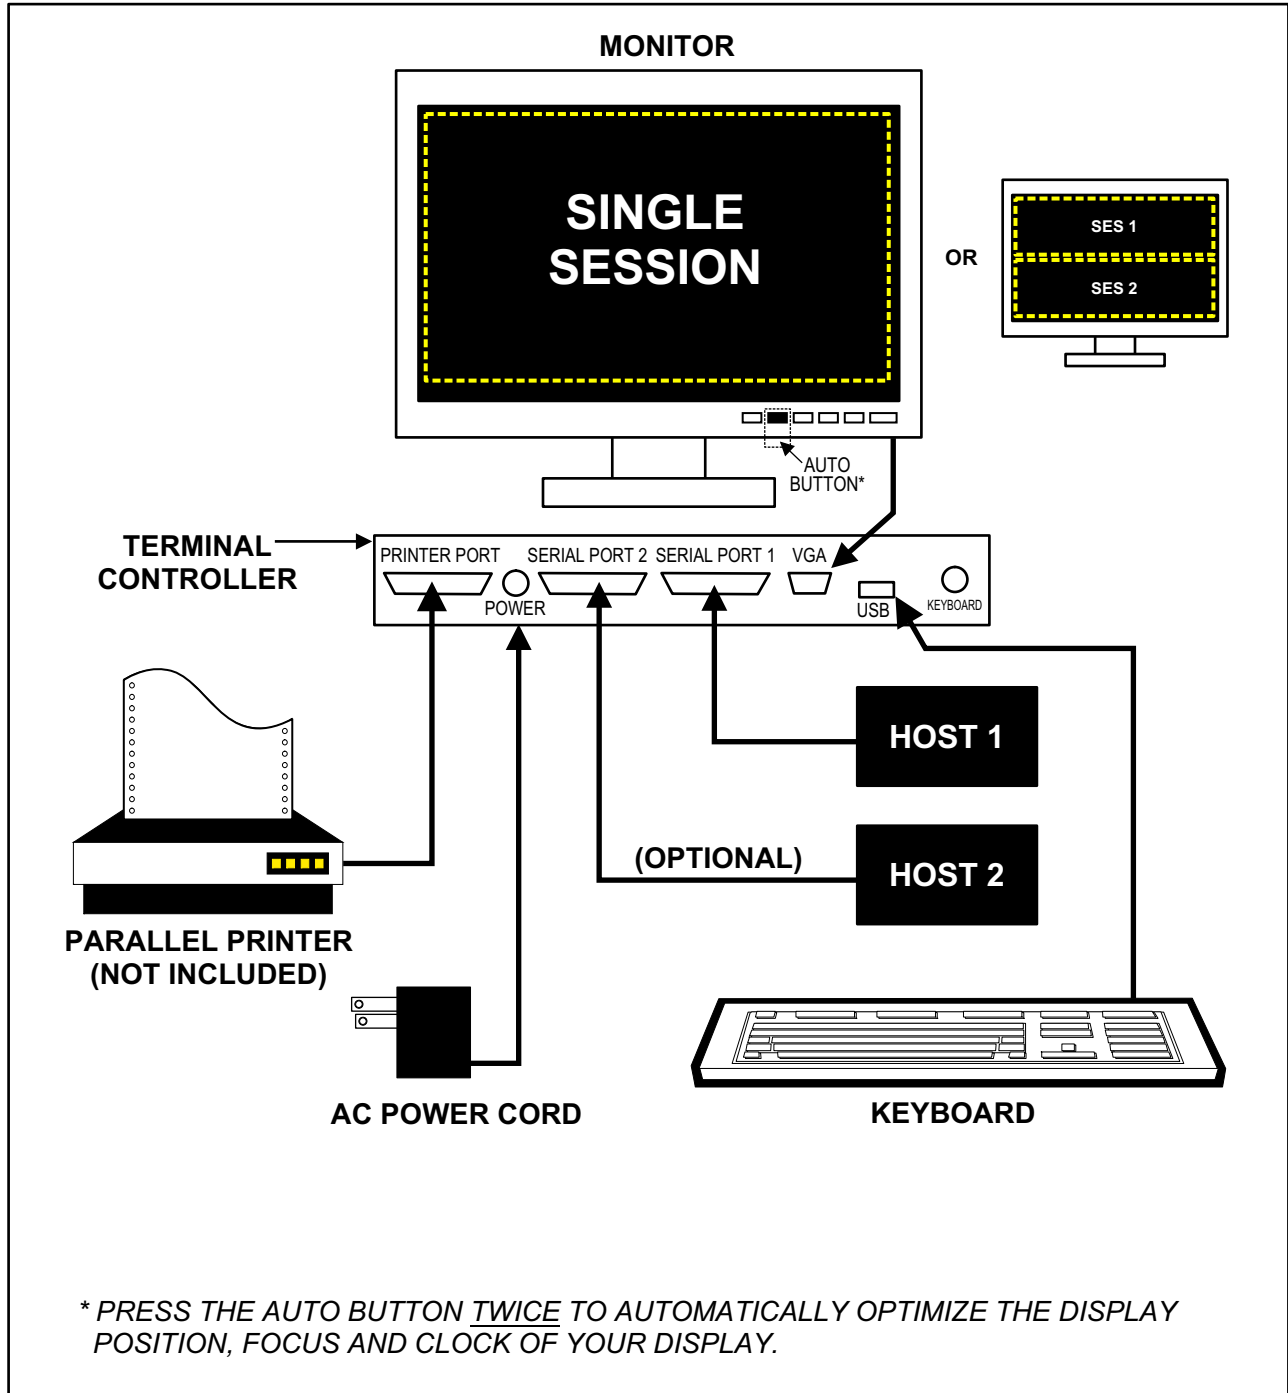 MONITOR
SINGLE
SESSION
OR
SES 1
SES 2
AUTO
BUTTON*
TERMINAL
CONTROLLER
PRINTER PORT
POWER
SERIAL PORT 2
SERIAL PORT 1
VGA
USB
KEYBOARD
HOST 1
(OPTIONAL)
HOST 2
PARALLEL PRINTER
(NOT INCLUDED)
AC POWER CORD
KEYBOARD
* PRESS THE AUTO BUTTON TWICE TO AUTOMATICALLY OPTIMIZE THE DISPLAY
POSITION, FOCUS AND CLOCK OF YOUR DISPLAY.